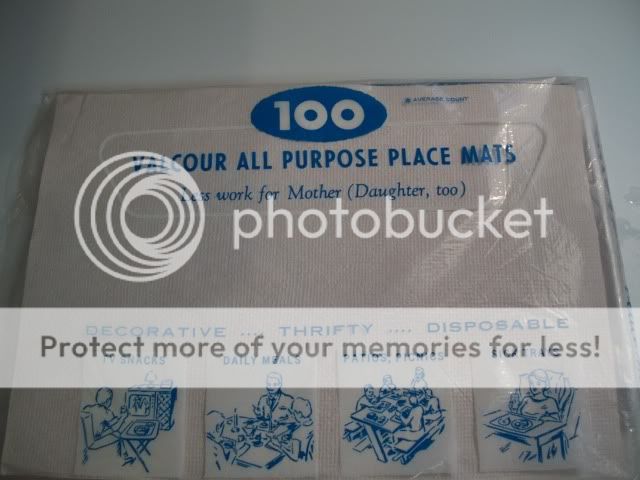 100
* AVERAGE COUNT
VALCOUR ALL PURPOSE PLACE MATS
Less work for Mother (Daughter, too)
photobucket
DECORATIVE .... THRIFTY .... DISPOSABLE
Protect more of your memories for less!
TV SNACKS DAILY MEALS PATIOS, PICNICS